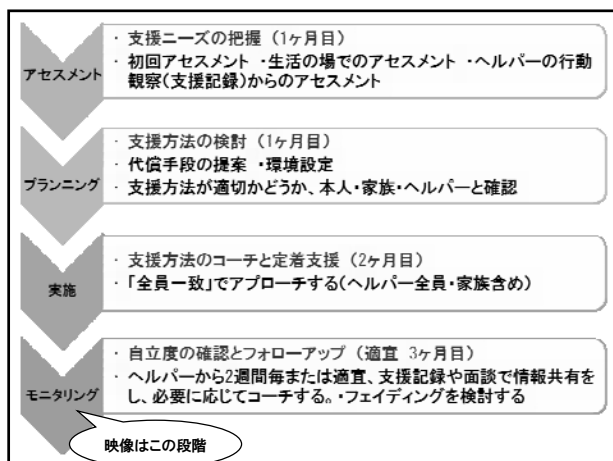 アセスメント
・ 支援ニーズの把握（1ヶ月目）
・ 初回アセスメント ・生活の場でのアセスメント ・ヘルパーの行動
観察（支援記録）からのアセスメント
プランニング
・ 支援方法の検討（1ヶ月目）
・ 代償手段の提案 ・環境設定
・ 支援方法が適切かどうか、本人・家族・ヘルパーと確認
実施
・ 支援方法のコーチと定着支援（2ヶ月目）
・ 「全員一致」でアプローチする（ヘルパー全員・家族含め）
モニタリング
・ 自立度の確認とフォローアップ（適宜 3ヶ月目）
・ ヘルパーから2週間毎または適宜、支援記録や面談で情報共有を
し、必要に応じてコーチする。・フェイディングを検討する
映像はこの段階